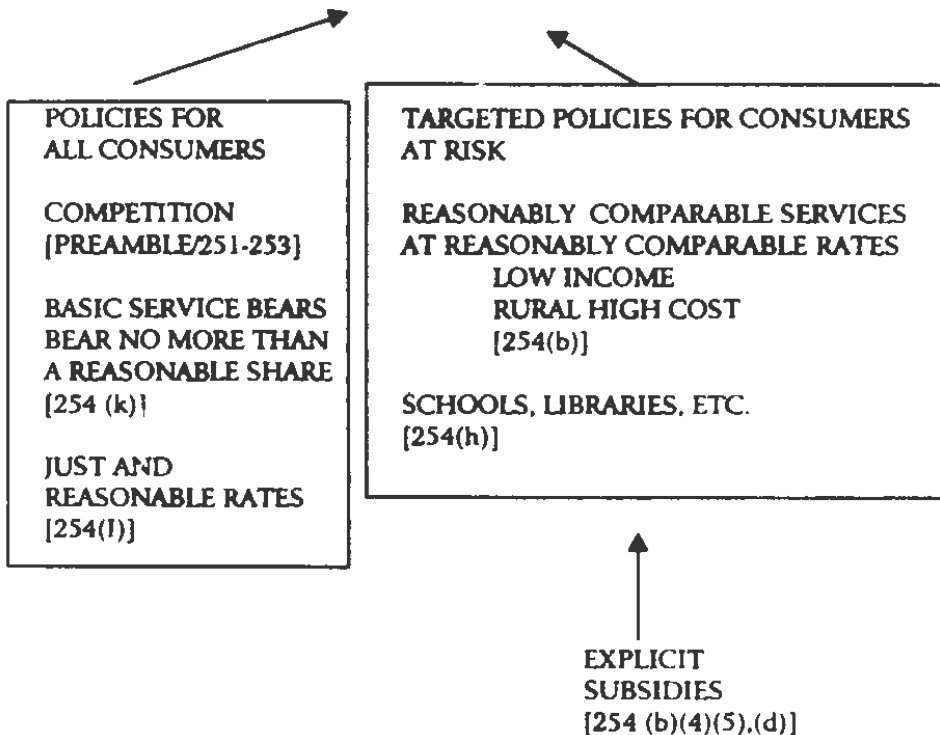 POLICIES FOR
ALL CONSUMERS
COMPETITION
[PREAMBLE/251-253]
BASIC SERVICE BEARS
BEAR NO MORE THAN
A REASONABLE SHARE
[254 (k)]
JUST AND
REASONABLE RATES
[254(I)]
TARGETED POLICIES FOR CONSUMERS
AT RISK
REASONABLY COMPARABLE SERVICES
AT REASONABLY COMPARABLE RATES
LOW INCOME
RURAL HIGH COST
[254(b)]
SCHOOLS, LIBRARIES, ETC.
[254(h)]
EXPLICIT
SUBSIDIES
[254 (b)(4)(5),(d)]